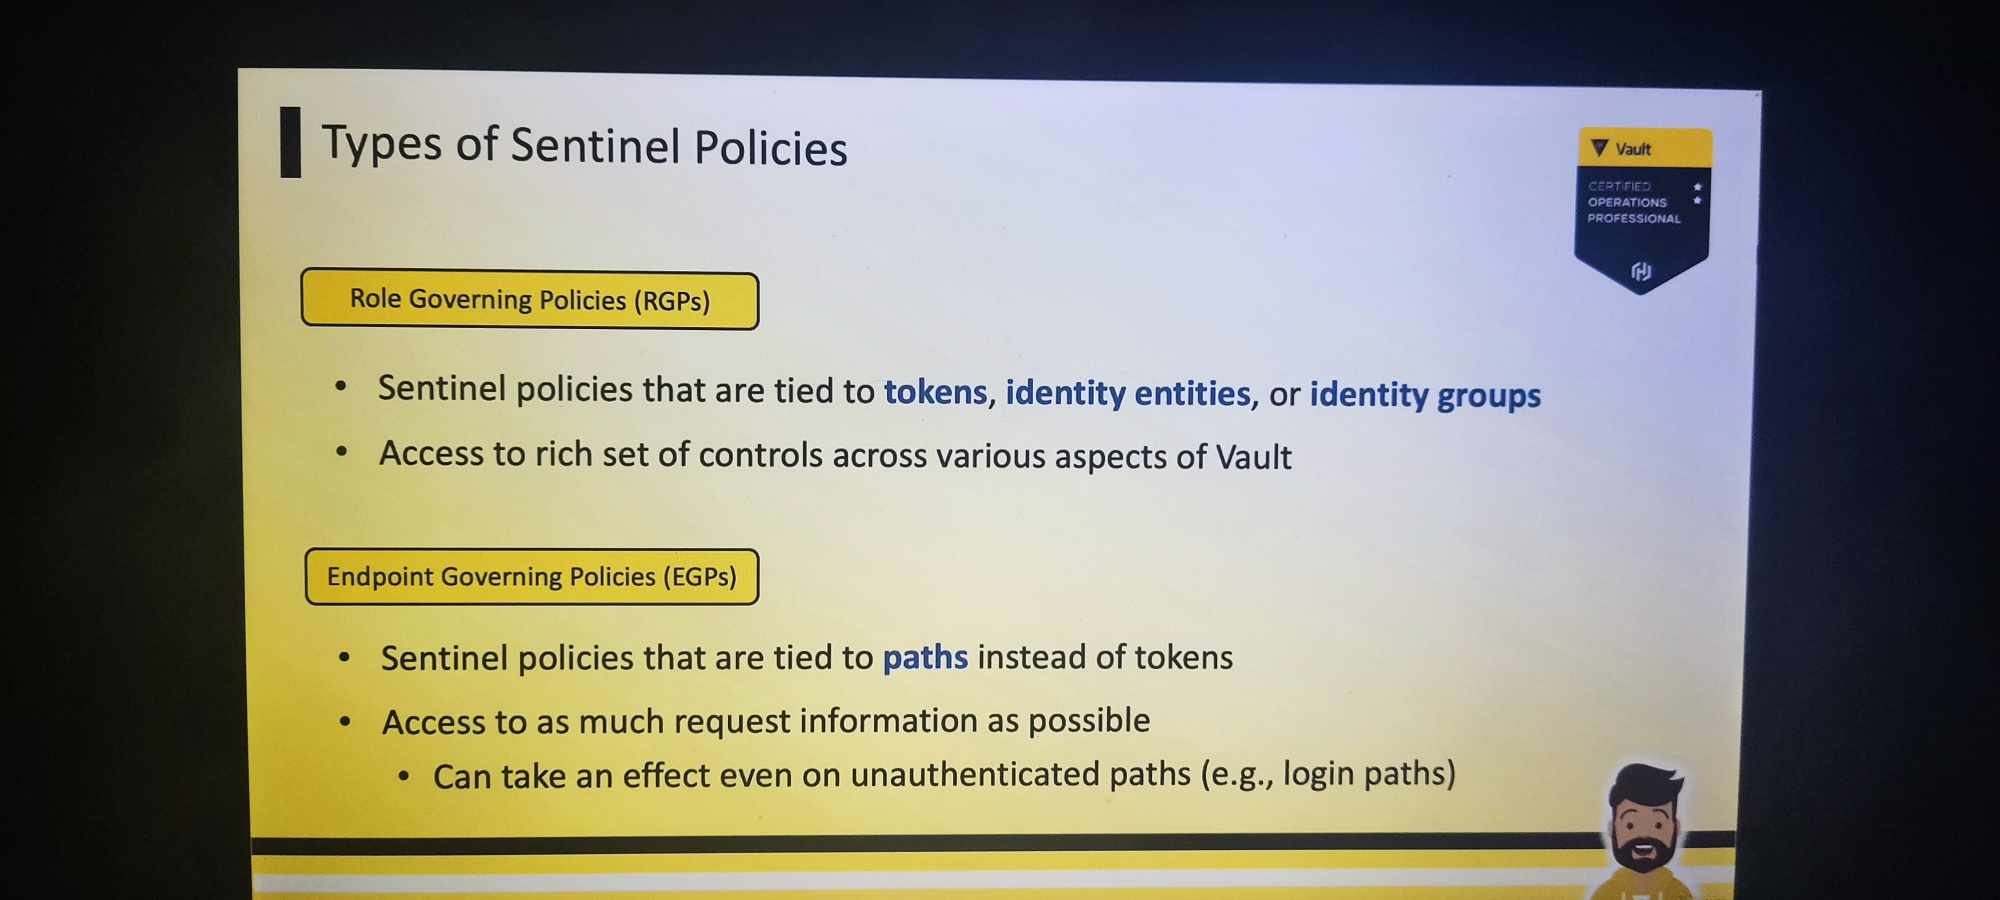 Types of Sentinel Policies
Vault
CERTIFIED
OPERATIONS
PROFESSIONAL
Role Governing Policies (RGPs)
• Sentinel policies that are tied to tokens, identity entities, or identity groups
• Access to rich set of controls across various aspects of Vault
Endpoint Governing Policies (EGPs)
• Sentinel policies that are tied to paths instead of tokens
• Access to as much request information as possible
• Can take an effect even on unauthenticated paths (e.g., login paths)